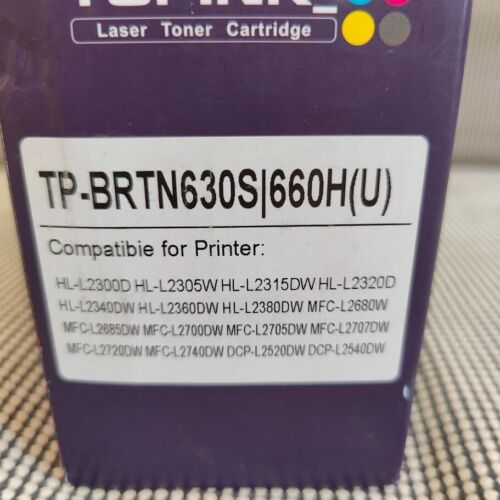 Laser Toner Cartridge
TP-BRTN630S|660H(U)
Compatibie for Printer:
HL-L2300D HL-L2305W HL-L2315DW HL-L2320D
HL-L2340DW HL-L2360DW HL-L2380DW MFC-L2680W
MFC-L2685DW MFC-L2700DW MFC-L2705DW MFC-L2707DW
MFC-L2720DW MFC-L2740DW DCP-L2520DW DCP-L2540DW